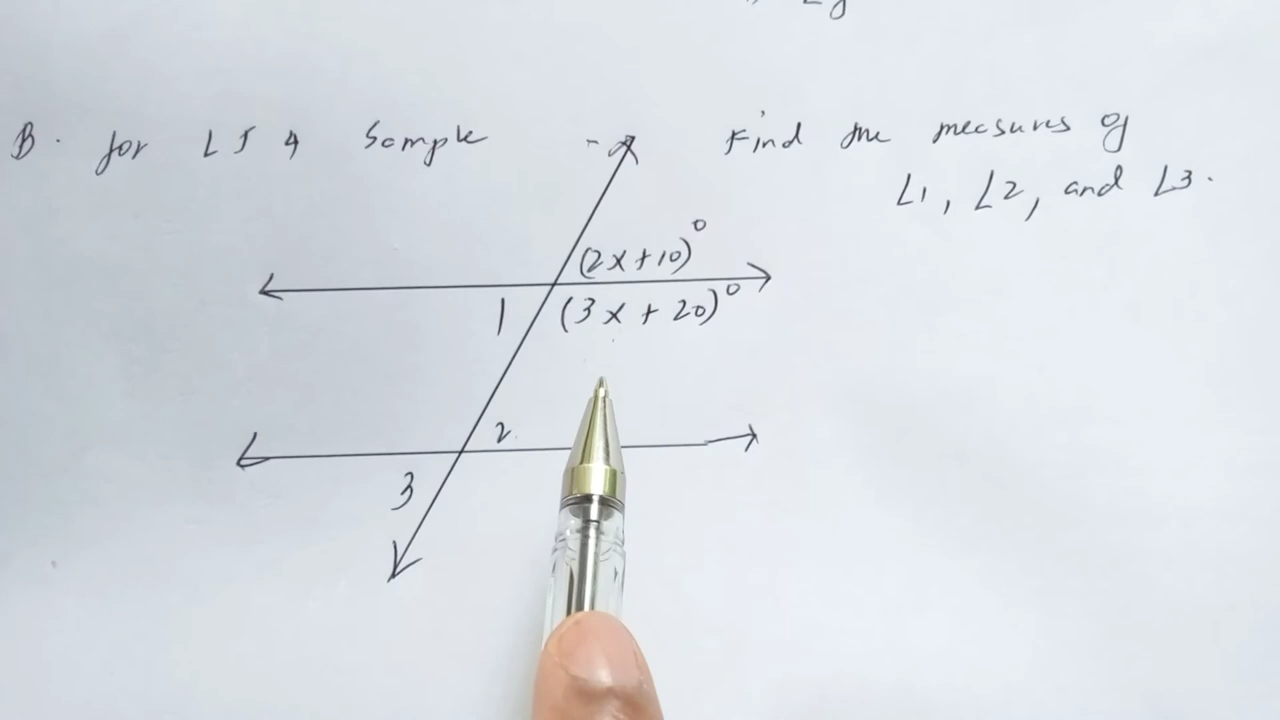 B. for L5 4 Sample Find the measures of
∠1, ∠2, and ∠3.
(2x+10)°
1 (3x + 20)°
2
3